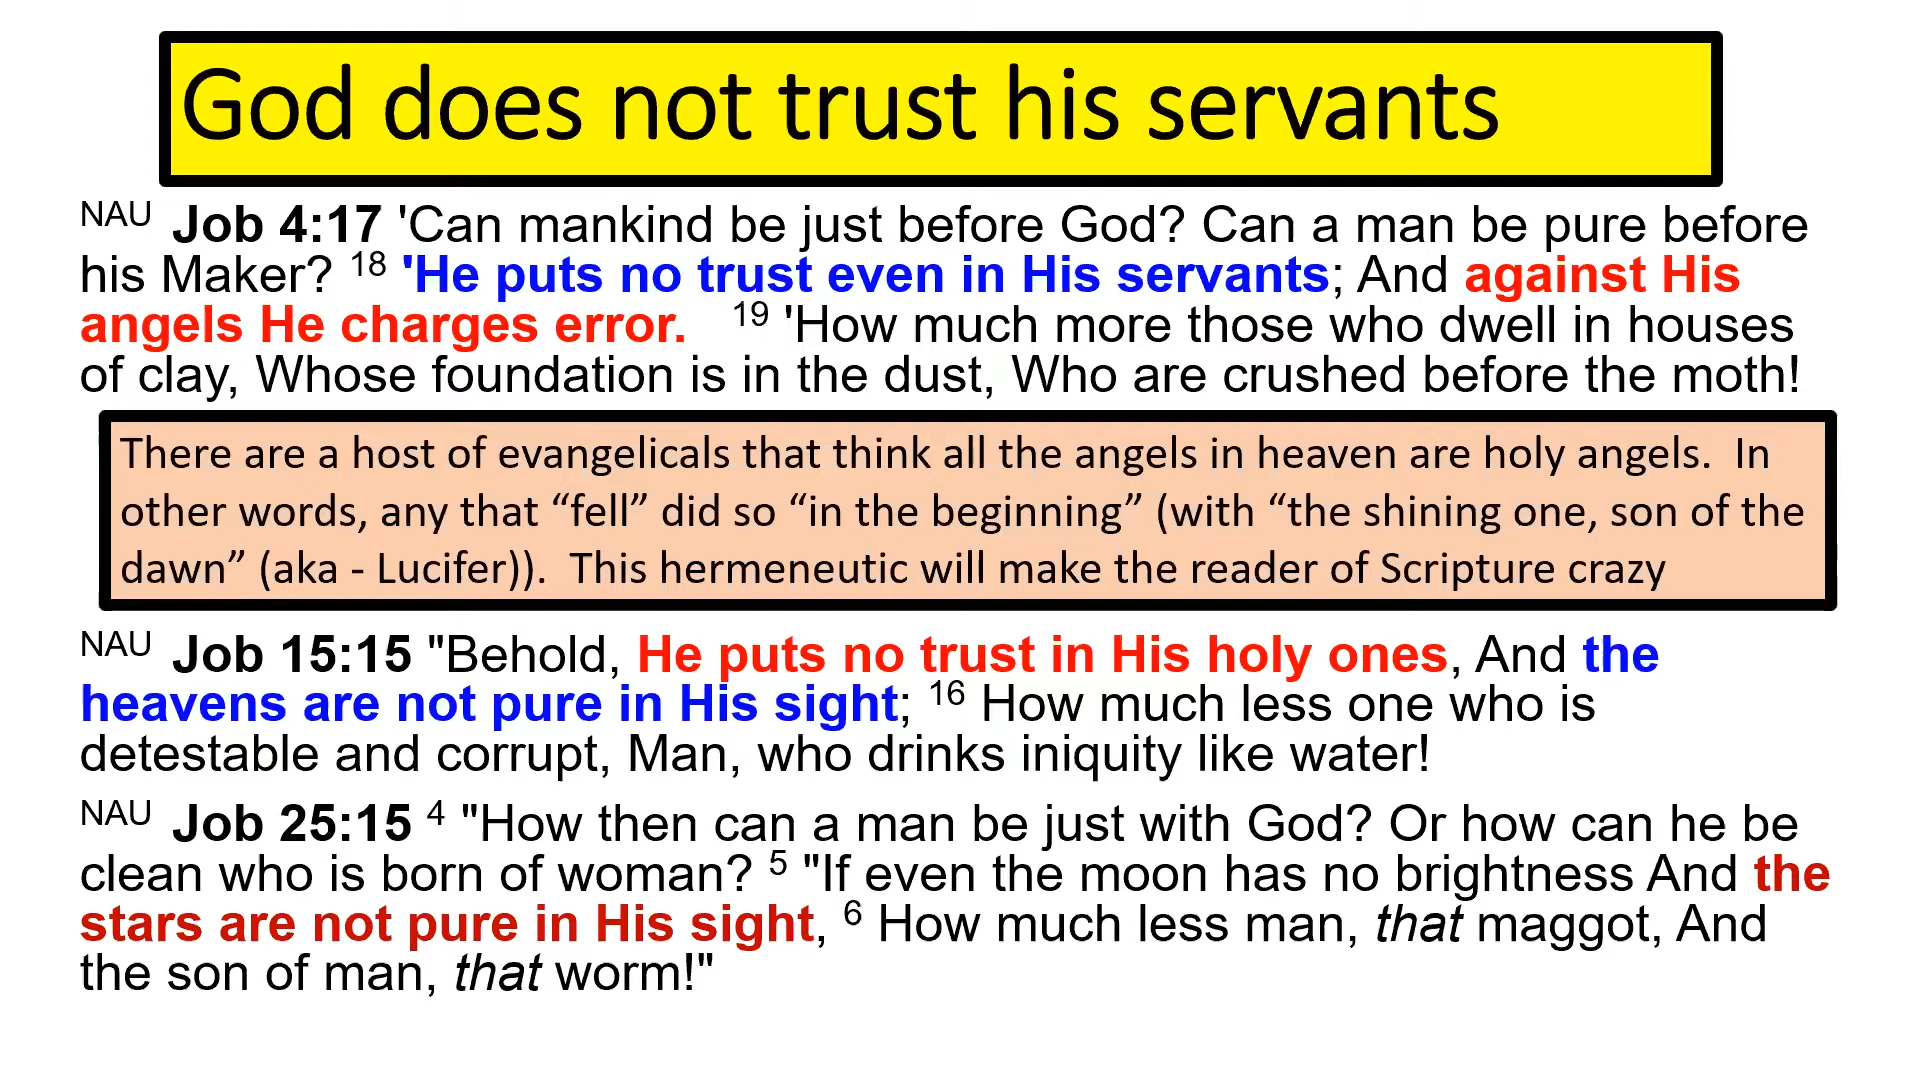 God does not trust his servants
NAU Job 4:17 'Can mankind be just before God? Can a man be pure before
his Maker? 18 'He puts no trust even in His servants; And against His
angels He charges error. 19 'How much more those who dwell in houses
of clay, Whose foundation is in the dust, Who are crushed before the moth!
There are a host of evangelicals that think all the angels in heaven are holy angels. In
other words, any that “fell” did so “in the beginning” (with “the shining one, son of the
dawn” (aka - Lucifer)). This hermeneutic will make the reader of Scripture crazy
NAU Job 15:15 "Behold, He puts no trust in His holy ones, And the
heavens are not pure in His sight; 16 How much less one who is
detestable and corrupt, Man, who drinks iniquity like water!
NAU Job 25:15 4 "How then can a man be just with God? Or how can he be
clean who is born of woman? 5 "If even the moon has no brightness And the
stars are not pure in His sight, 6 How much less man, that maggot, And
the son of man, that worm!"